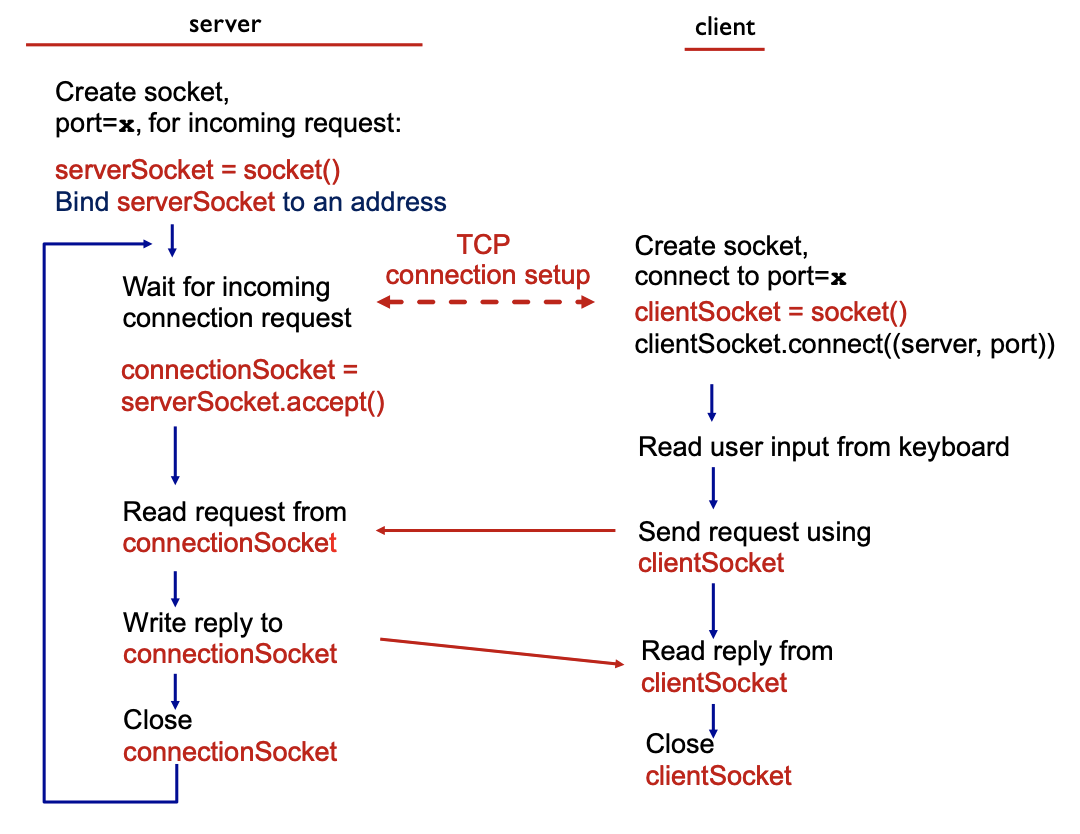 server
client
Create socket,
port=x, for incoming request:
serverSocket = socket()
Bind serverSocket to an address
TCP
connection setup
Wait for incoming
connection request
connectionSocket =
serverSocket.accept()
Create socket,
connect to port=x
clientSocket = socket()
clientSocket.connect((server, port))
Read user input from keyboard
Read request from
connectionSocket
Send request using
clientSocket
Write reply to
connectionSocket
Read reply from
clientSocket
Close
connectionSocket
Close
clientSocket